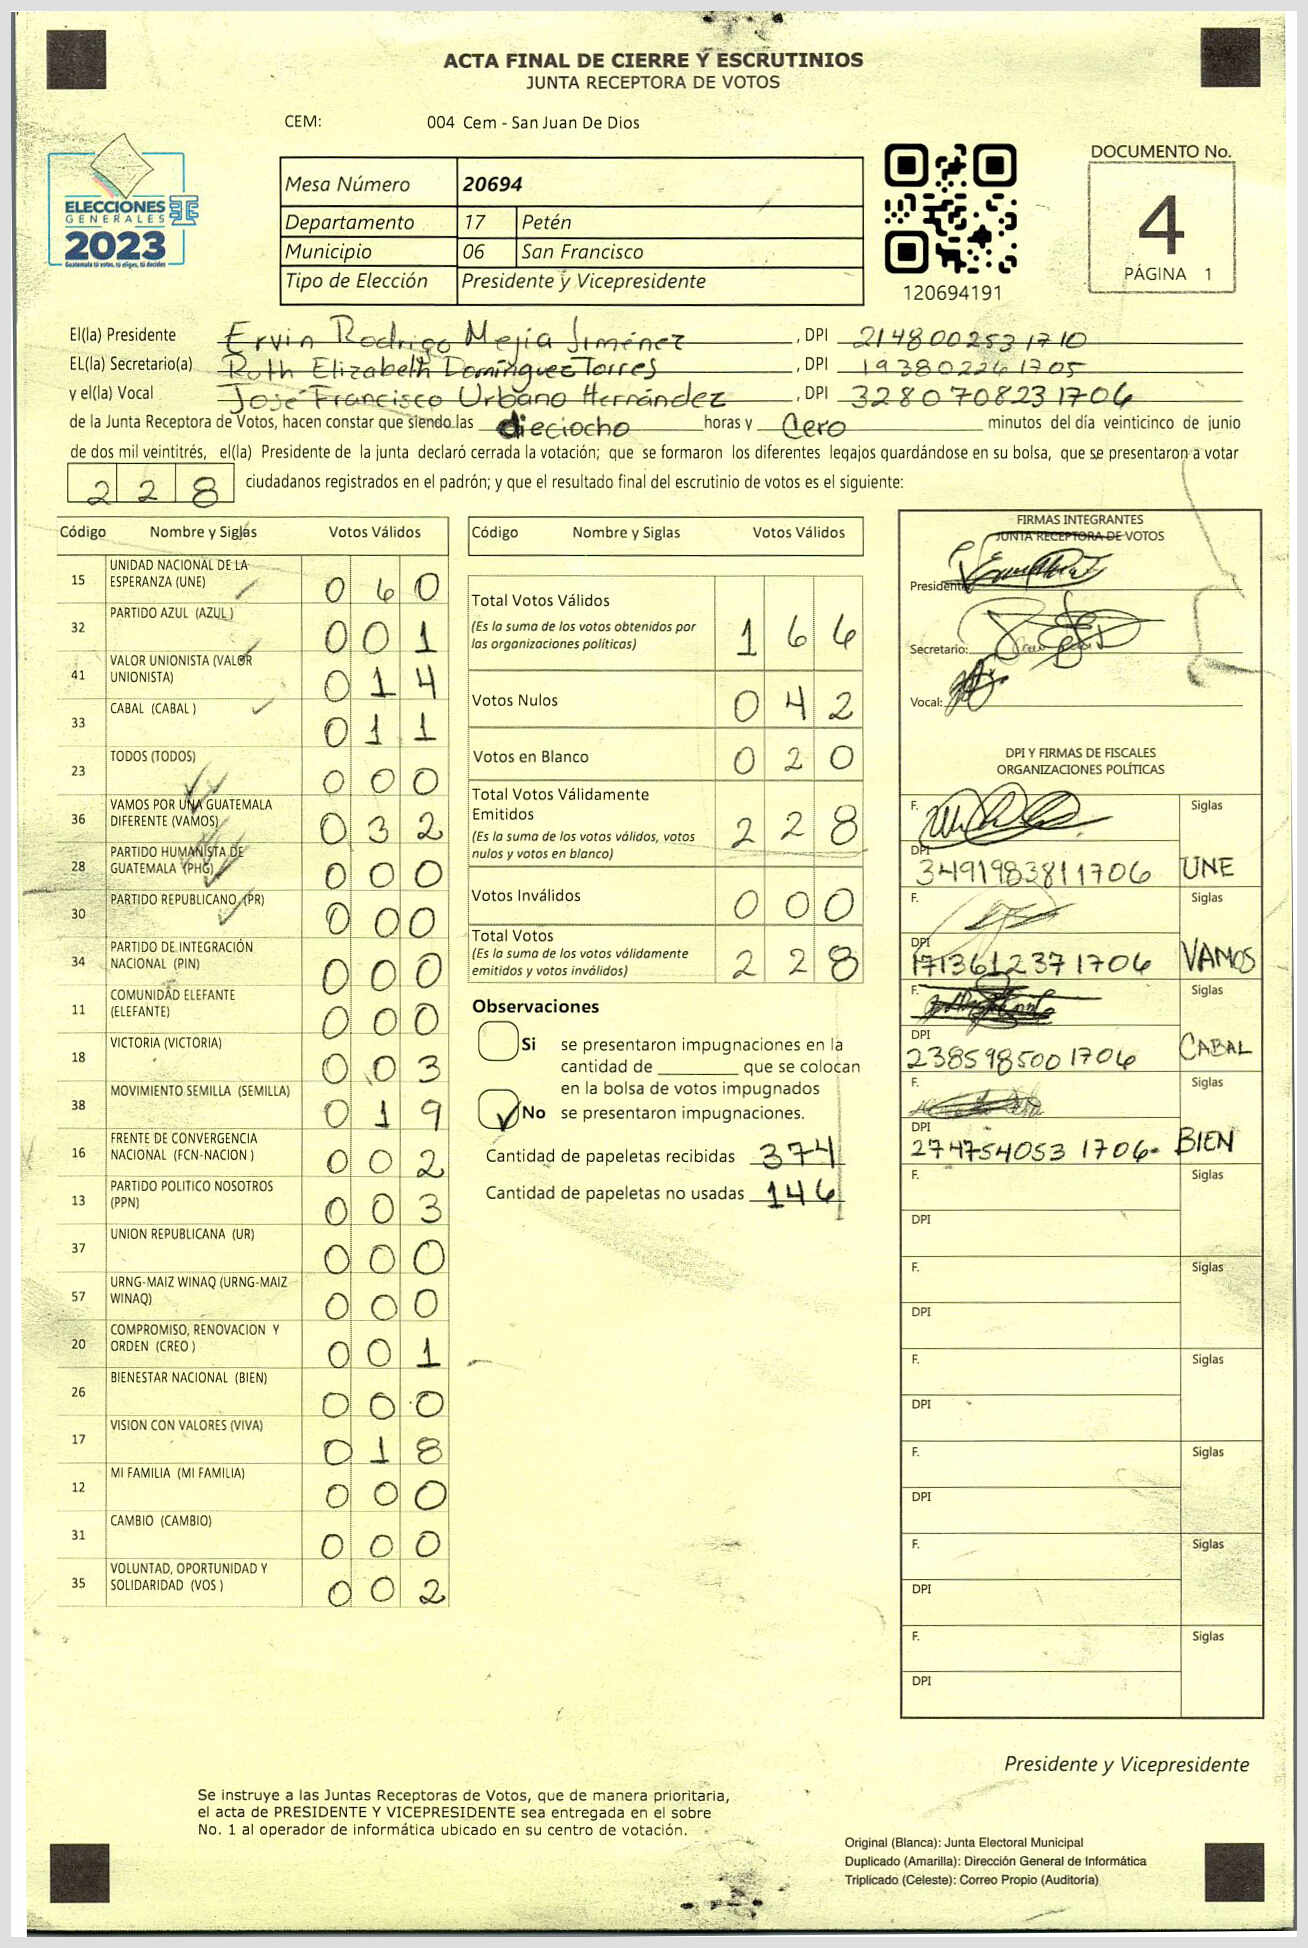 ACTA FINAL DE CIERRE Y ESCRUTINIOS
JUNTA RECEPTORA DE VOTOS
CEM: 004 Cem - San Juan De Dios
ELECCIONES
GENERALES
2023
Guatemala tú votas, tú eliges, tú decides
Mesa Número 20694
Departamento 17 Petén
Municipio 06 San Francisco
Tipo de Elección Presidente y Vicepresidente
120694191
DOCUMENTO No.
4
PÁGINA 1
El(la) Presidente Ervin Rodrigo Mejía Jiménez , DPI 2148002531710
EL(la) Secretario(a) Ruth Elizabeth Domínguez Torres , DPI 193802261705
y el(la) Vocal José Francisco Urbano Hernández , DPI 3280708231706
de la Junta Receptora de Votos, hacen constar que siendo las dieciocho horas y Cero minutos del día veinticinco de junio
de dos mil veintitrés, el(la) Presidente de la junta declaró cerrada la votación; que se formaron los diferentes legajos guardándose en su bolsa, que se presentaron a votar
228 ciudadanos registrados en el padrón; y que el resultado final del escrutinio de votos es el siguiente:
Código Nombre y Siglas Votos Válidos
15 UNIDAD NACIONAL DE LA
ESPERANZA (UNE) 0 6 0
32 PARTIDO AZUL (AZUL ) 0 0 1
41 VALOR UNIONISTA (VALOR
UNIONISTA) 0 1 4
33 CABAL (CABAL ) 0 1 1
23 TODOS (TODOS) 0 0 0
36 VAMOS POR UNA GUATEMALA
DIFERENTE (VAMOS) 0 3 2
28 PARTIDO HUMANISTA DE
GUATEMALA (PHG) 0 0 0
30 PARTIDO REPUBLICANO (PR) 0 0 0
34 PARTIDO DE INTEGRACIÓN
NACIONAL (PIN) 0 0 0
11 COMUNIDAD ELEFANTE
(ELEFANTE) 0 0 0
18 VICTORIA (VICTORIA) 0 0 3
38 MOVIMIENTO SEMILLA (SEMILLA) 0 1 9
16 FRENTE DE CONVERGENCIA
NACIONAL (FCN-NACION ) 0 0 2
13 PARTIDO POLITICO NOSOTROS
(PPN) 0 0 3
37 UNION REPUBLICANA (UR) 0 0 0
57 URNG-MAIZ WINAQ (URNG-MAIZ
WINAQ) 0 0 0
20 COMPROMISO, RENOVACION Y
ORDEN (CREO ) 0 0 1
26 BIENESTAR NACIONAL (BIEN) 0 0 0
17 VISION CON VALORES (VIVA) 0 1 8
12 MI FAMILIA (MI FAMILIA) 0 0 0
31 CAMBIO (CAMBIO) 0 0 0
35 VOLUNTAD, OPORTUNIDAD Y
SOLIDARIDAD (VOS ) 0 0 2
Código Nombre y Siglas Votos Válidos
Total Votos Válidos 1 6 6
(Es la suma de los votos obtenidos por
las organizaciones políticas)
Votos Nulos 0 4 2
Votos en Blanco 0 2 0
Total Votos Válidamente
Emitidos 2 2 8
(Es la suma de los votos válidos, votos
nulos y votos en blanco)
Votos Inválidos 0 0 0
Total Votos 2 2 8
(Es la suma de los votos válidamente
emitidos y votos inválidos)
Observaciones
Si se presentaron impugnaciones en la
cantidad de _________ que se colocan
en la bolsa de votos impugnados
No se presentaron impugnaciones.
Cantidad de papeletas recibidas 374
Cantidad de papeletas no usadas 146
FIRMAS INTEGRANTES
JUNTA RECEPTORA DE VOTOS
Presidente:
Secretario:
Vocal:
DPI Y FIRMAS DE FISCALES
ORGANIZACIONES POLÍTICAS
F. Siglas
DPI 3491983811706 UNE
F. Siglas
DPI 1713612371706 VAMOS
F. Siglas
DPI 2385985001706 CABAL
F. Siglas
DPI 2747540531706 BIEN
F. Siglas
DPI
F. Siglas
DPI
F. Siglas
DPI
F. Siglas
DPI
F. Siglas
DPI
F. Siglas
DPI
Presidente y Vicepresidente
Se instruye a las Juntas Receptoras de Votos, que de manera prioritaria,
el acta de PRESIDENTE Y VICEPRESIDENTE sea entregada en el sobre
No. 1 al operador de informática ubicado en su centro de votación.
Original (Blanca): Junta Electoral Municipal
Duplicado (Amarilla): Dirección General de Informática
Triplicado (Celeste): Correo Propio (Auditoría)